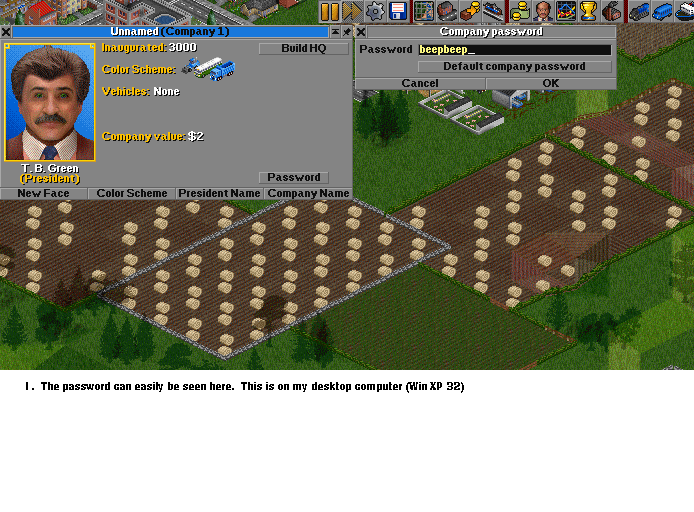 Unnamed (Company 1)
Inaugurated: 3000
Build HQ
Color Scheme:
Vehicles: None
Company value: $2
T. B. Green
(President)
Password
New Face
Color Scheme
President Name
Company Name
Company password
Password beepbeep_
Default company password
Cancel
OK
1. The password can easily be seen here. This is on my desktop computer (Win XP 32)